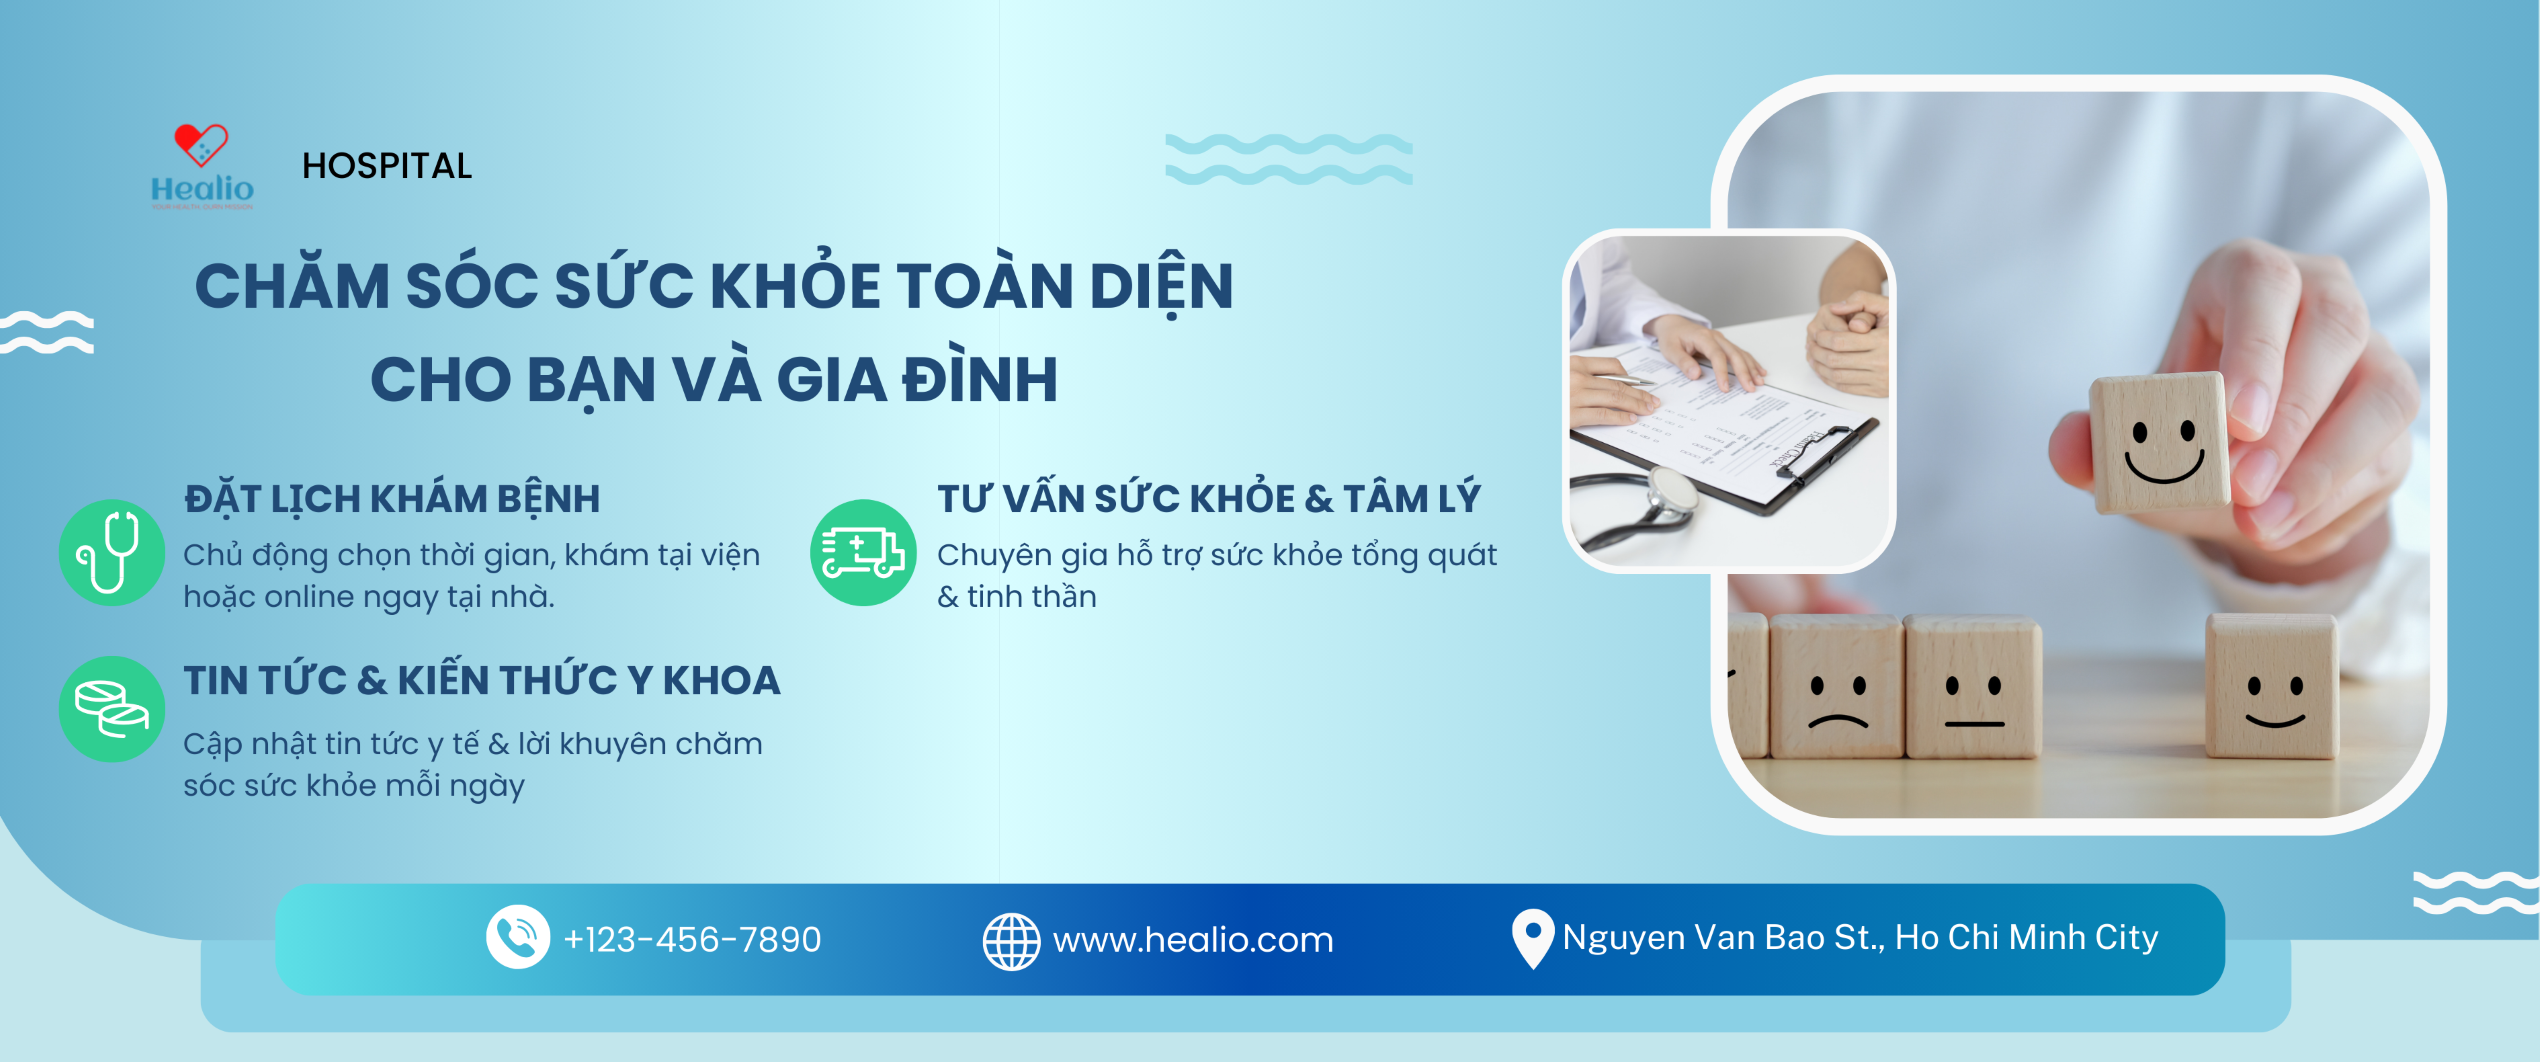 Healio
HOSPITAL
CHĂM SÓC SỨC KHỎE TOÀN DIỆN
CHO BẠN VÀ GIA ĐÌNH
ĐẶT LỊCH KHÁM BỆNH
Chủ động chọn thời gian, khám tại viện
hoặc online ngay tại nhà.
TƯ VẤN SỨC KHỎE & TÂM LÝ
Chuyên gia hỗ trợ sức khỏe tổng quát
& tinh thần
TIN TỨC & KIẾN THỨC Y KHOA
Cập nhật tin tức y tế & lời khuyên chăm
sóc sức khỏe mỗi ngày
+123-456-7890
www.healio.com
Nguyen Van Bao St., Ho Chi Minh City